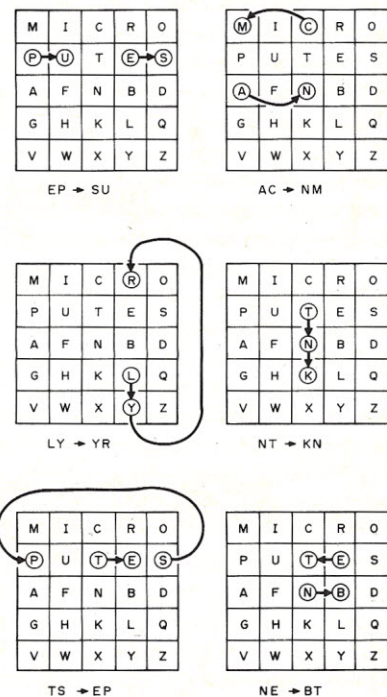 M I C R O
P U T E S
A F N B D
G H K L Q
V W X Y Z
EP → SU
M I C R O
P U T E S
A F N B D
G H K L Q
V W X Y Z
AC → NM
M I C R O
P U T E S
A F N B D
G H K L Q
V W X Y Z
LY → YR
M I C R O
P U T E S
A F N B D
G H K L Q
V W X Y Z
NT → KN
M I C R O
P U T E S
A F N B D
G H K L Q
V W X Y Z
TS → EP
M I C R O
P U T E S
A F N B D
G H K L Q
V W X Y Z
NE → BT